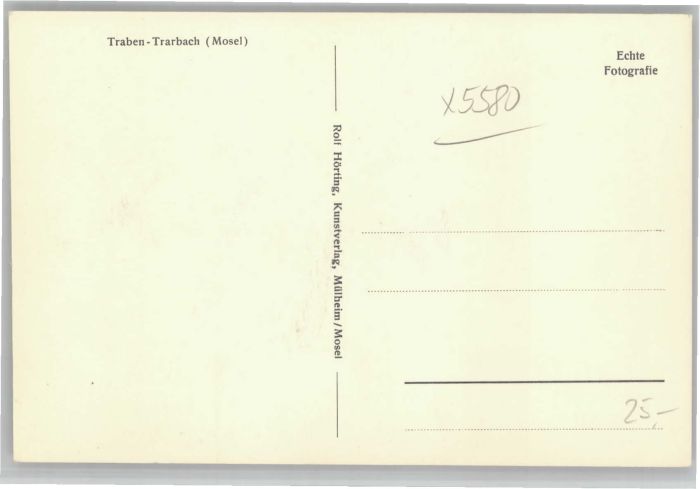 Traben-Trarbach (Mosel)
Echte
Fotografie
x5580
Rolf Hörting, Kunstverlag, Mülheim/Mosel
25,-